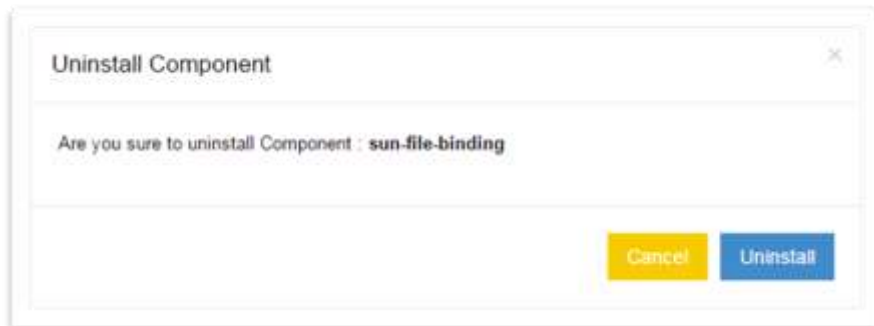 Uninstall Component
×
Are you sure to uninstall Component : sun-file-binding
Cancel
Uninstall